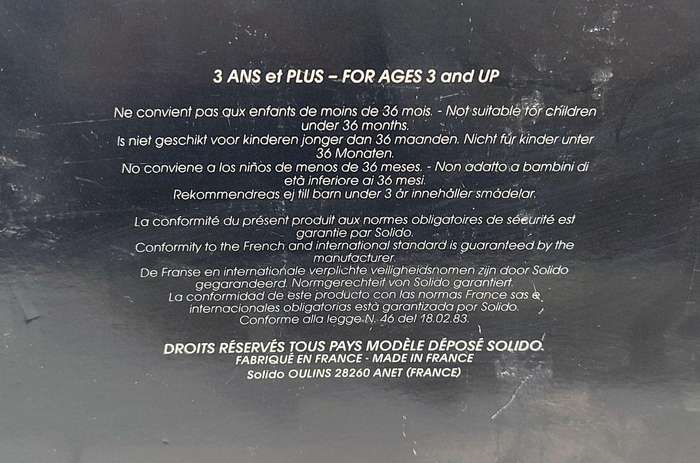 3 ANS et PLUS – FOR AGES 3 and UP
Ne convient pas aux enfants de moins de 36 mois. - Not suitable for children
under 36 months.
Is niet geschikt voor kinderen jonger dan 36 maanden. Nicht für kinder unter
36 Monaten.
No conviene a los niños de menos de 36 meses. - Non adatto a bambini di
età inferiore ai 36 mesi.
Rekommendreas ej till barn under 3 år innehåller smådelar.
La conformité du présent produit aux normes obligatoires de sécurité est
garantie par Solido.
Conformity to the French and international standard is guaranteed by the
manufacturer.
De Franse en internationale verplichte veiligheidsnomen zijn door Solido
gegarandeerd. Normgerechteit von Solido garantiert.
La conformidad de este producto con las normas France sas e
internacionales obligatorias està garantizada por Solido.
Conforme alla legge N. 46 del 18.02.83.
DROITS RÉSERVÉS TOUS PAYS MODÈLE DÉPOSÉ SOLIDO
FABRIQUÉ EN FRANCE - MADE IN FRANCE
Solido OULINS 28260 ANET (FRANCE)